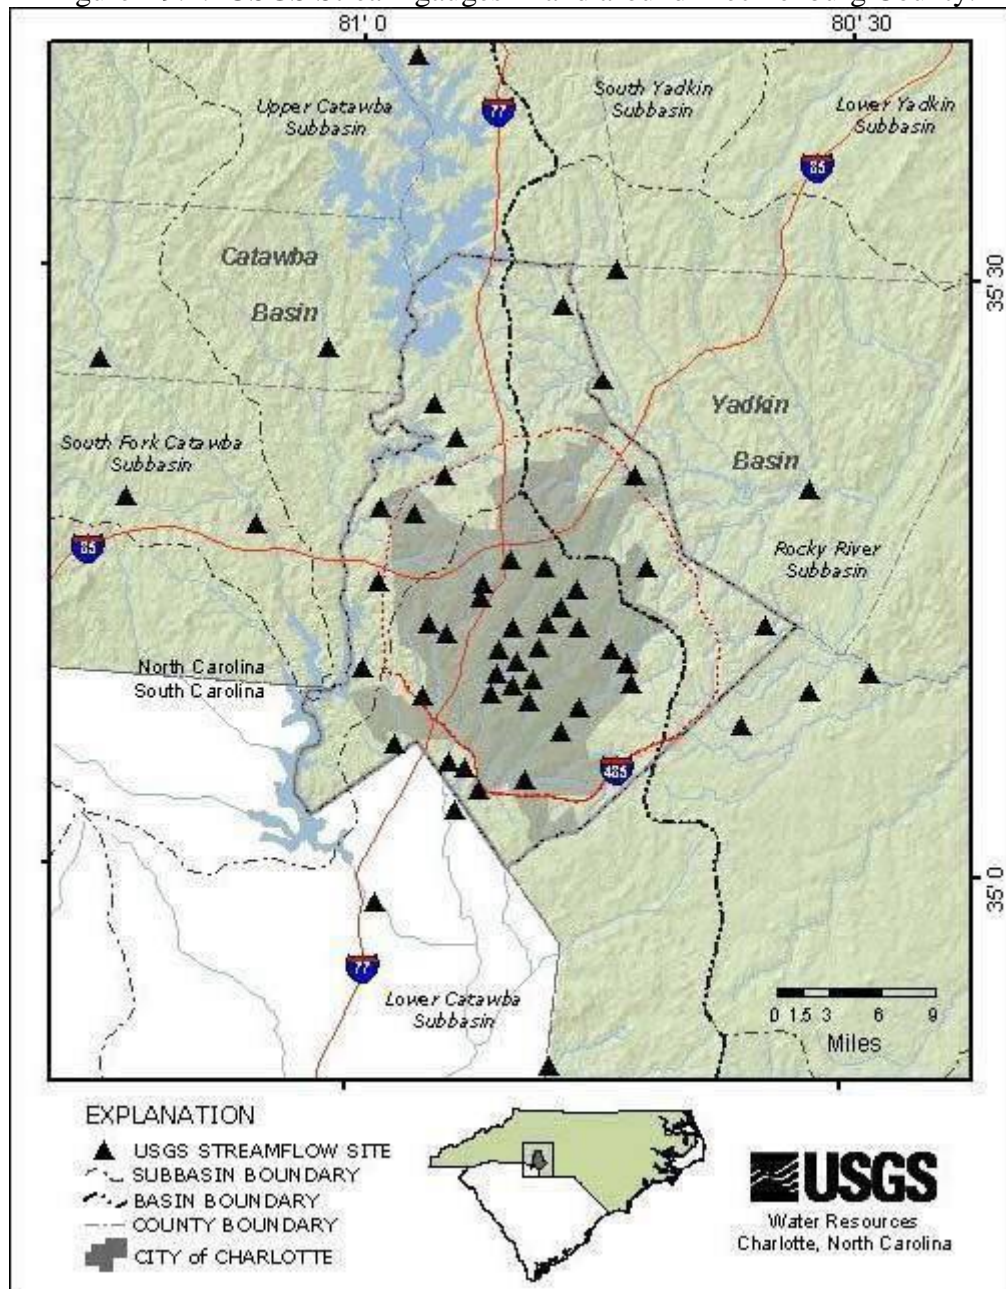 81° 0
80° 30
Upper Catawba
Subbasin
77
South Yadkin
Subbasin
Lower Yadkin
Subbasin
85
Catawba
Basin
35° 30
Yadkin
Basin
South Fork Catawba
Subbasin
85
Rocky River
Subbasin
North Carolina
South Carolina
485
35° 0
77
Lower Catawba
Subbasin
0 1.5 3 6 9
Miles
EXPLANATION
USGS STREAMFLOW SITE
SUBBASIN BOUNDARY
BASIN BOUNDARY
COUNTY BOUNDARY
CITY of CHARLOTTE
USGS
Water Resources
Charlotte, North Carolina